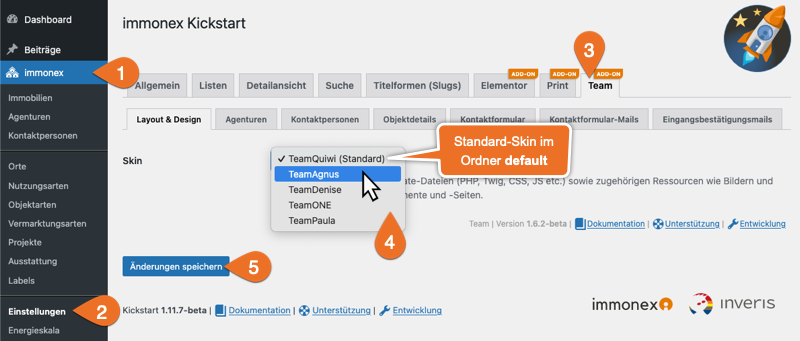 Dashboard
Beiträge
immonex
Immobilien
Agenturen
Kontaktpersonen
Orte
Nutzungsarten
Objektarten
Vermarktungsarten
Projekte
Ausstattung
Labels
Einstellungen
Energieskala
1
2
immonex Kickstart
3
ADD-ON ADD-ON ADD-ON
Allgemein Listen Detailansicht Suche Titelformen (Slugs) Elementor Print Team
Layout & Design Agenturen Kontaktpersonen Objektdetails Kontaktformular Kontaktformular-Mails Eingangsbestätigungsmails
Standard-Skin im
Ordner default
Skin
✓ TeamQuiwi (Standard)
TeamAgnus
TeamDenise
TeamONE
TeamPaula
ate-Dateien (PHP, Twig, CSS, JS etc.) sowie zugehörigen Ressourcen wie Bildern und
mente und -Seiten.
4
Team | Version 1.6.2-beta | Dokumentation | Unterstützung | Entwicklung
Änderungen speichern
5
Kickstart 1.11.7-beta | Dokumentation | Unterstützung | Entwicklung
immonex
inveris